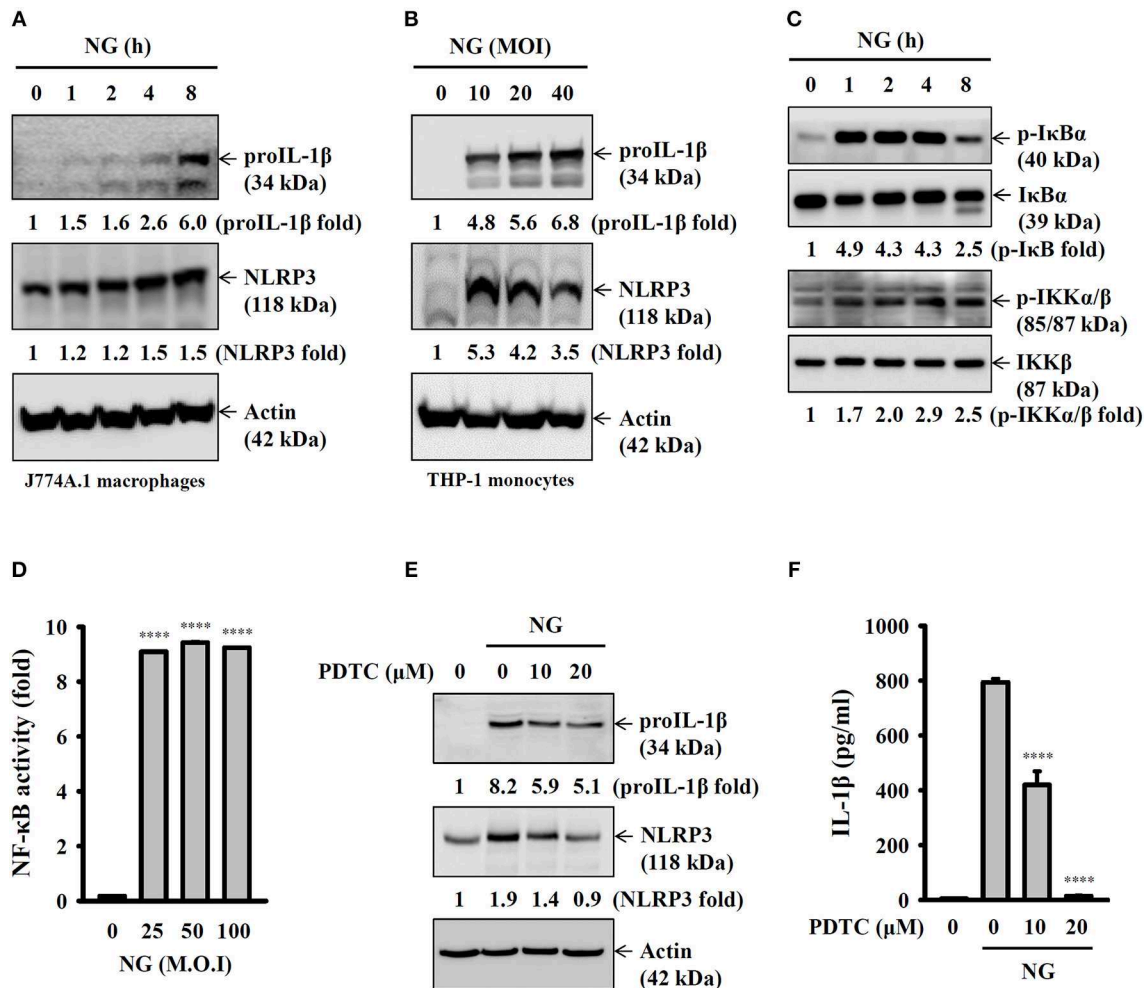 A
NG (h)
0 1 2 4 8
proIL-1β
(34 kDa)
1 1.5 1.6 2.6 6.0 (proIL-1β fold)
NLRP3
(118 kDa)
1 1.2 1.2 1.5 1.5 (NLRP3 fold)
Actin
(42 kDa)
J774A.1 macrophages
B
NG (MOI)
0 10 20 40
proIL-1β
(34 kDa)
1 4.8 5.6 6.8 (proIL-1β fold)
NLRP3
(118 kDa)
1 5.3 4.2 3.5 (NLRP3 fold)
Actin
(42 kDa)
THP-1 monocytes
C
NG (h)
0 1 2 4 8
p-IκBα
(40 kDa)
IκBα
(39 kDa)
1 4.9 4.3 4.3 2.5 (p-IκB fold)
p-IKKα/β
(85/87 kDa)
IKKβ
(87 kDa)
1 1.7 2.0 2.9 2.5 (p-IKKα/β fold)
D
NF-κB activity (fold)
10
8
6
4
2
0
**** **** ****
0 25 50 100
NG (M.O.I)
E
NG
PDTC (μM) 0 0 10 20
proIL-1β
(34 kDa)
1 8.2 5.9 5.1 (proIL-1β fold)
NLRP3
(118 kDa)
1 1.9 1.4 0.9 (NLRP3 fold)
Actin
(42 kDa)
F
IL-1β (pg/ml)
1000
800
600
400
200
0
****
****
PDTC (μM) 0 0 10 20
NG